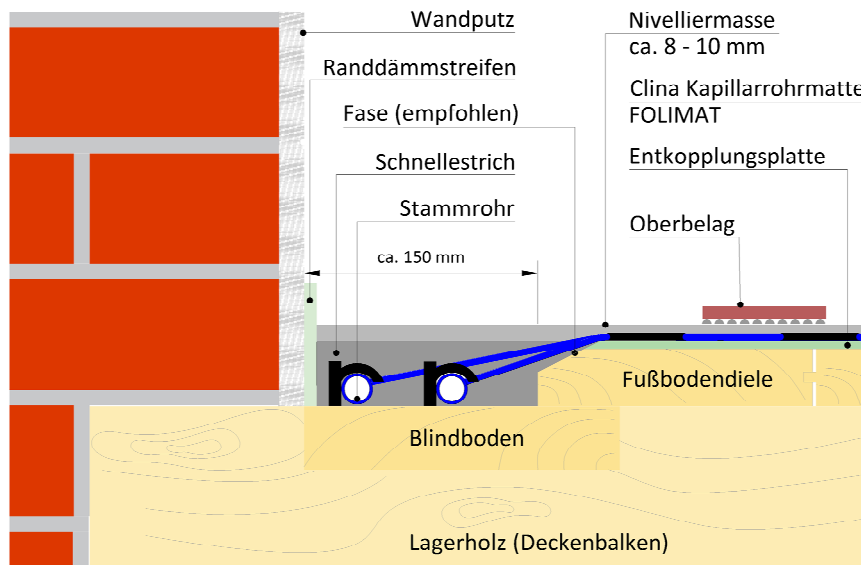 Wandputz
Randdämmstreifen
Fase (empfohlen)
Schnellestrich
Stammrohr
ca. 150 mm
Nivelliermasse
ca. 8 - 10 mm
Clina Kapillarrohrmatte
FOLIMAT
Entkopplungsplatte
Oberbelag
Fußbodendiele
Blindboden
Lagerholz (Deckenbalken)